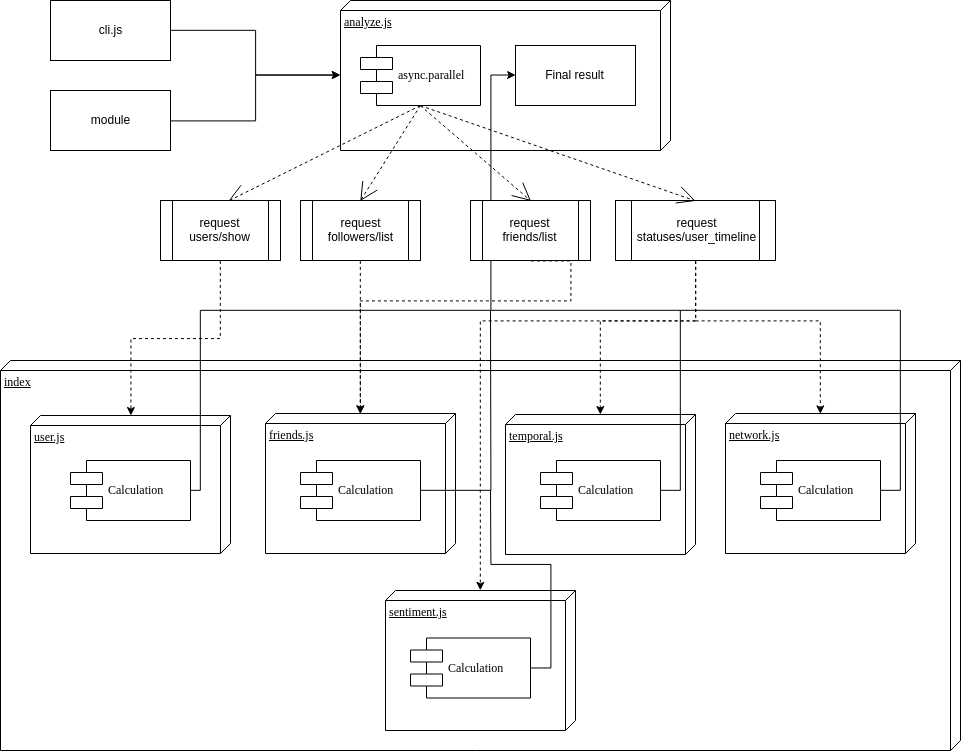 cli.js
module
analyze.js
async.parallel
Final result
request
users/show
request
followers/list
request
friends/list
request
statuses/user_timeline
index
user.js
Calculation
friends.js
Calculation
temporal.js
Calculation
network.js
Calculation
sentiment.js
Calculation